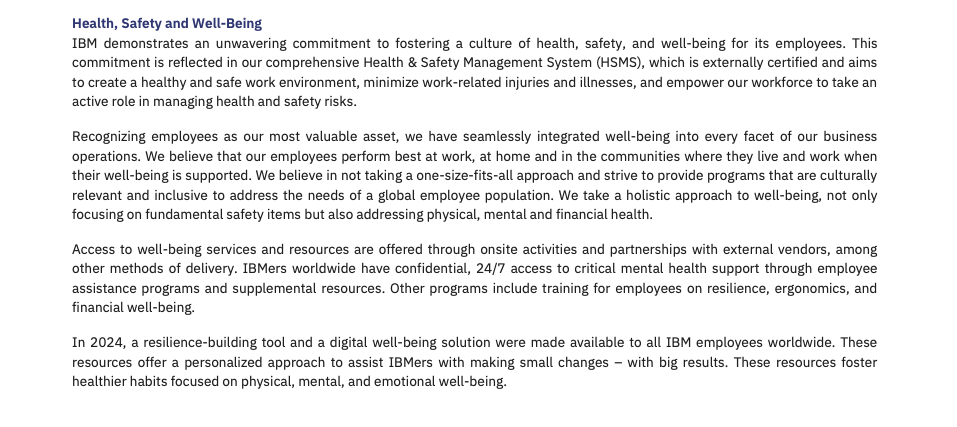 Health, Safety and Well-Being
IBM demonstrates an unwavering commitment to fostering a culture of health, safety, and well-being for its employees. This
commitment is reflected in our comprehensive Health & Safety Management System (HSMS), which is externally certified and aims
to create a healthy and safe work environment, minimize work-related injuries and illnesses, and empower our workforce to take an
active role in managing health and safety risks.
Recognizing employees as our most valuable asset, we have seamlessly integrated well-being into every facet of our business
operations. We believe that our employees perform best at work, at home and in the communities where they live and work when
their well-being is supported. We believe in not taking a one-size-fits-all approach and strive to provide programs that are culturally
relevant and inclusive to address the needs of a global employee population. We take a holistic approach to well-being, not only
focusing on fundamental safety items but also addressing physical, mental and financial health.
Access to well-being services and resources are offered through onsite activities and partnerships with external vendors, among
other methods of delivery. IBMers worldwide have confidential, 24/7 access to critical mental health support through employee
assistance programs and supplemental resources. Other programs include training for employees on resilience, ergonomics, and
financial well-being.
In 2024, a resilience-building tool and a digital well-being solution were made available to all IBM employees worldwide. These
resources offer a personalized approach to assist IBMers with making small changes – with big results. These resources foster
healthier habits focused on physical, mental, and emotional well-being.